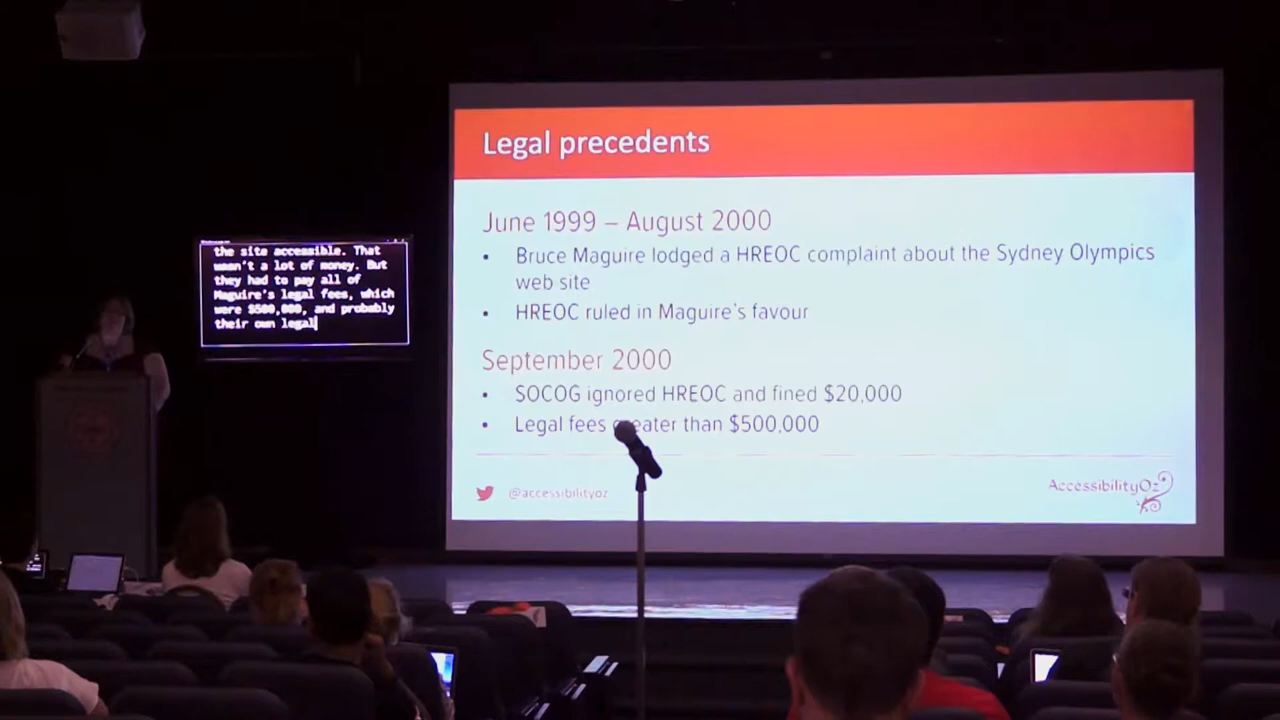 Legal precedents
June 1999 – August 2000
• Bruce Maguire lodged a HREOC complaint about the Sydney Olympics
web site
• HREOC ruled in Maguire's favour
September 2000
• SOCOG ignored HREOC and fined $20,000
• Legal fees greater than $500,000
@accessibilityoz
AccessibilityOz
the site accessible. That
wasn't a lot of money. But
they had to pay all of
Maguire's legal fees, which
were $500,000, and probably
their own legal